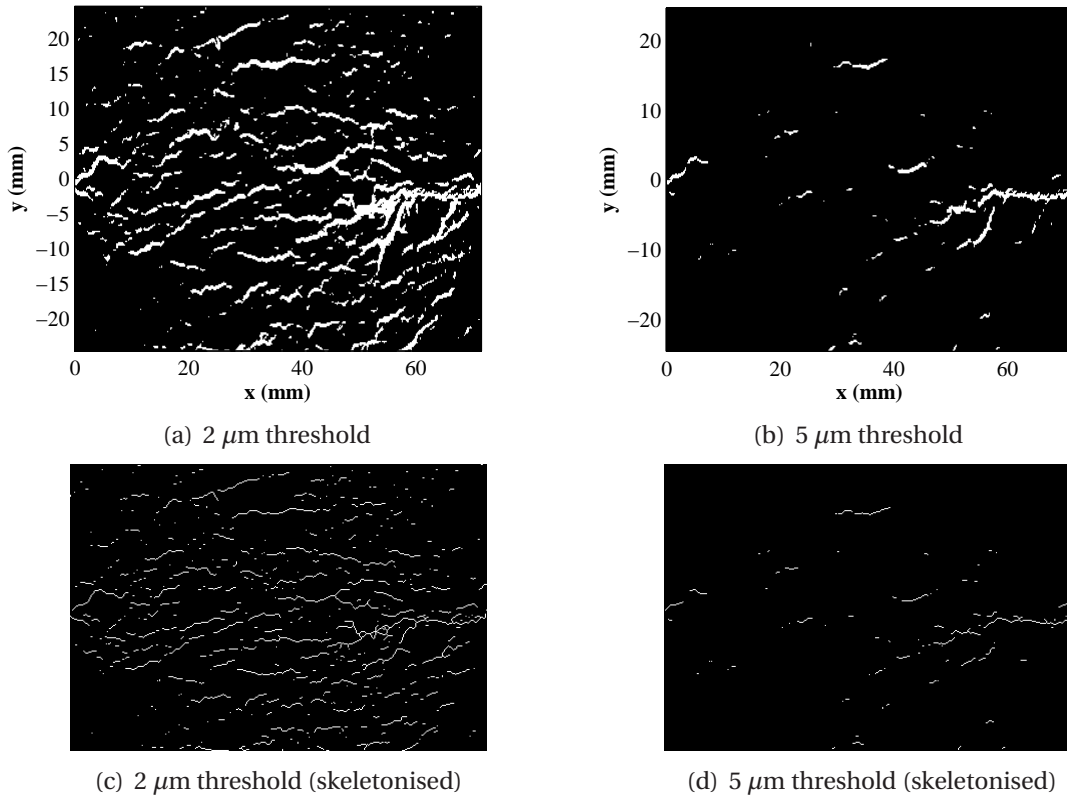 20
15
10
5
0
−5
−10
−15
−20
y (mm)
0 20 40 60
x (mm)
(a) 2 μm threshold
20
10
0
−10
−20
y (mm)
0 20 40 60
x (mm)
(b) 5 μm threshold
(c) 2 μm threshold (skeletonised)
(d) 5 μm threshold (skeletonised)